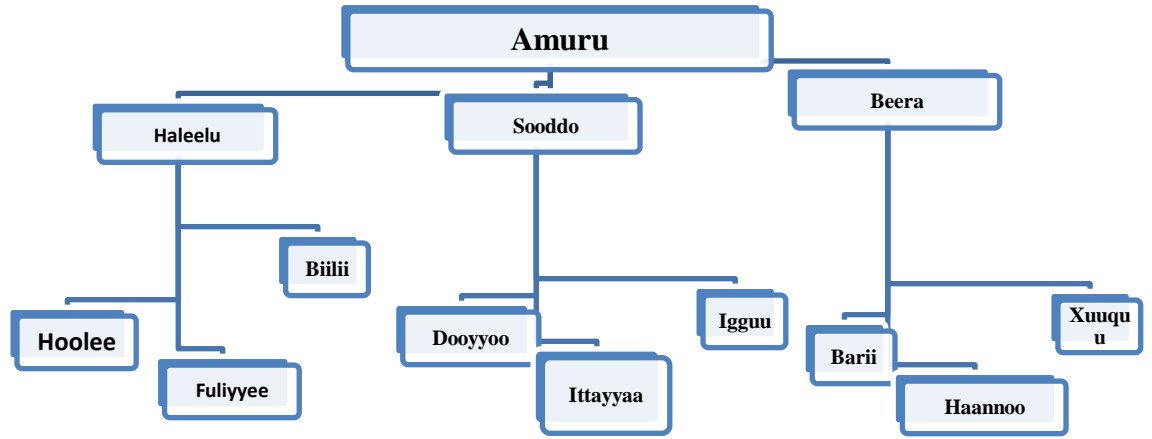 Amuru
Haleelu
Sooddo
Beera
Biilii
Hoolee
Fuliyyee
Dooyyoo
Ittayyaa
Igguu
Barii
Haannoo
Xuuqu
u